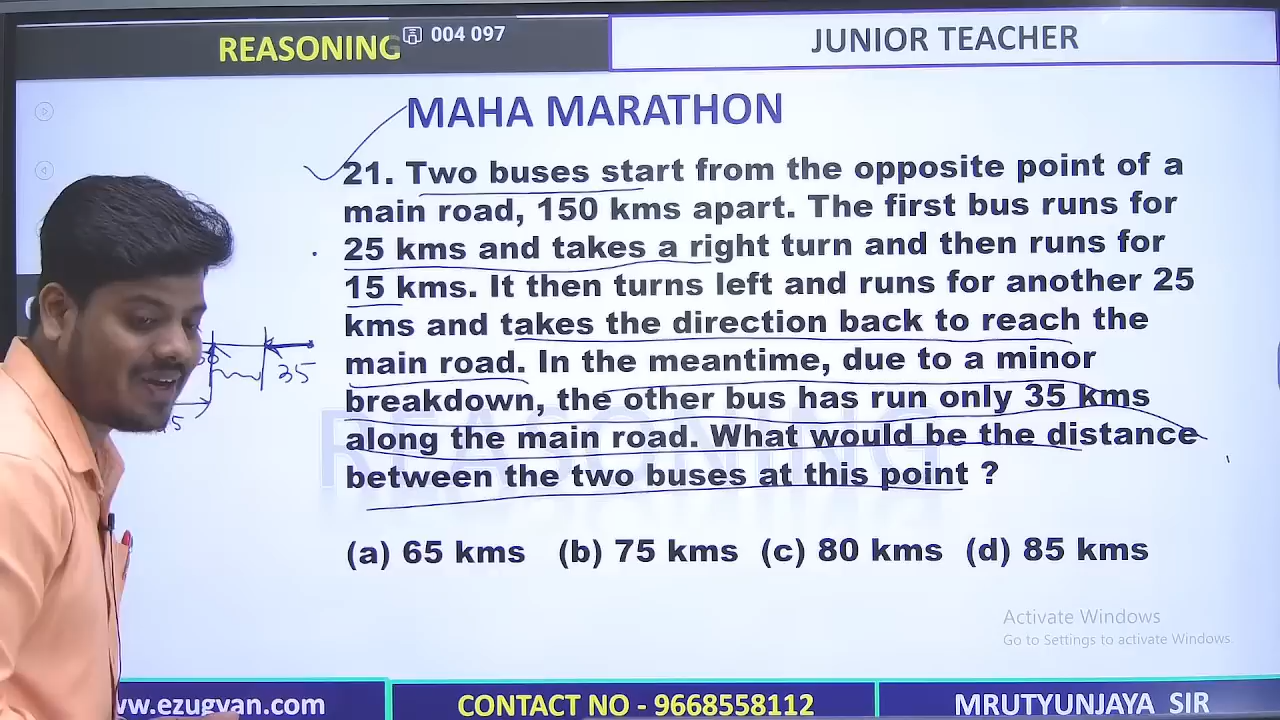 REASONING
004 097
JUNIOR TEACHER
MAHA MARATHON
21. Two buses start from the opposite point of a
main road, 150 kms apart. The first bus runs for
25 kms and takes a right turn and then runs for
15 kms. It then turns left and runs for another 25
kms and takes the direction back to reach the
main road. In the meantime, due to a minor
breakdown, the other bus has run only 35 kms
along the main road. What would be the distance
between the two buses at this point ?
35
REASONING
(a) 65 kms (b) 75 kms (c) 80 kms (d) 85 kms
Activate Windows
Go to Settings to activate Windows.
ww.ezugyan.com
CONTACT NO - 9668558112
MRUTYUNJAYA SIR